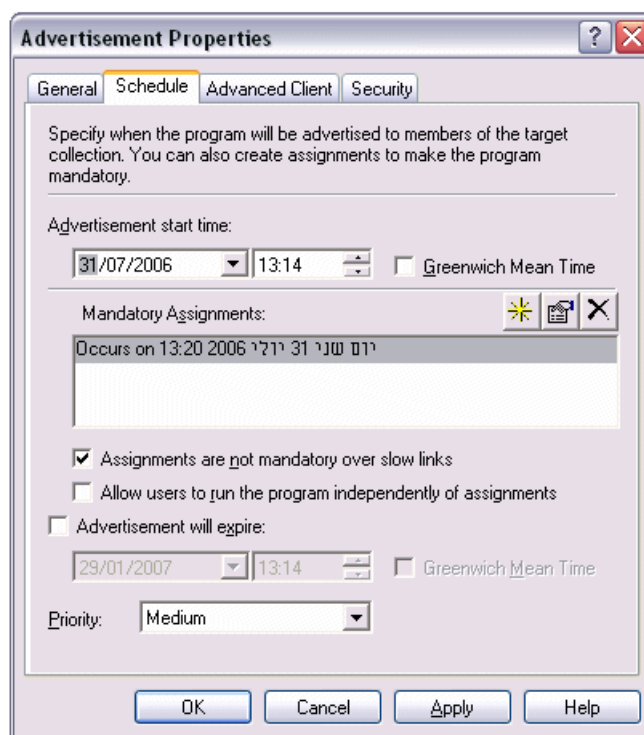 Advertisement Properties
General Schedule Advanced Client Security
Specify when the program will be advertised to members of the target
collection. You can also create assignments to make the program
mandatory.
Advertisement start time:
31/07/2006 13:14 Greenwich Mean Time
Mandatory Assignments:
Occurs on 13:20 2006 יום שני 31 יולי
Assignments are not mandatory over slow links
Allow users to run the program independently of assignments
Advertisement will expire:
29/01/2007 13:14 Greenwich Mean Time
Priority: Medium
OK Cancel Apply Help